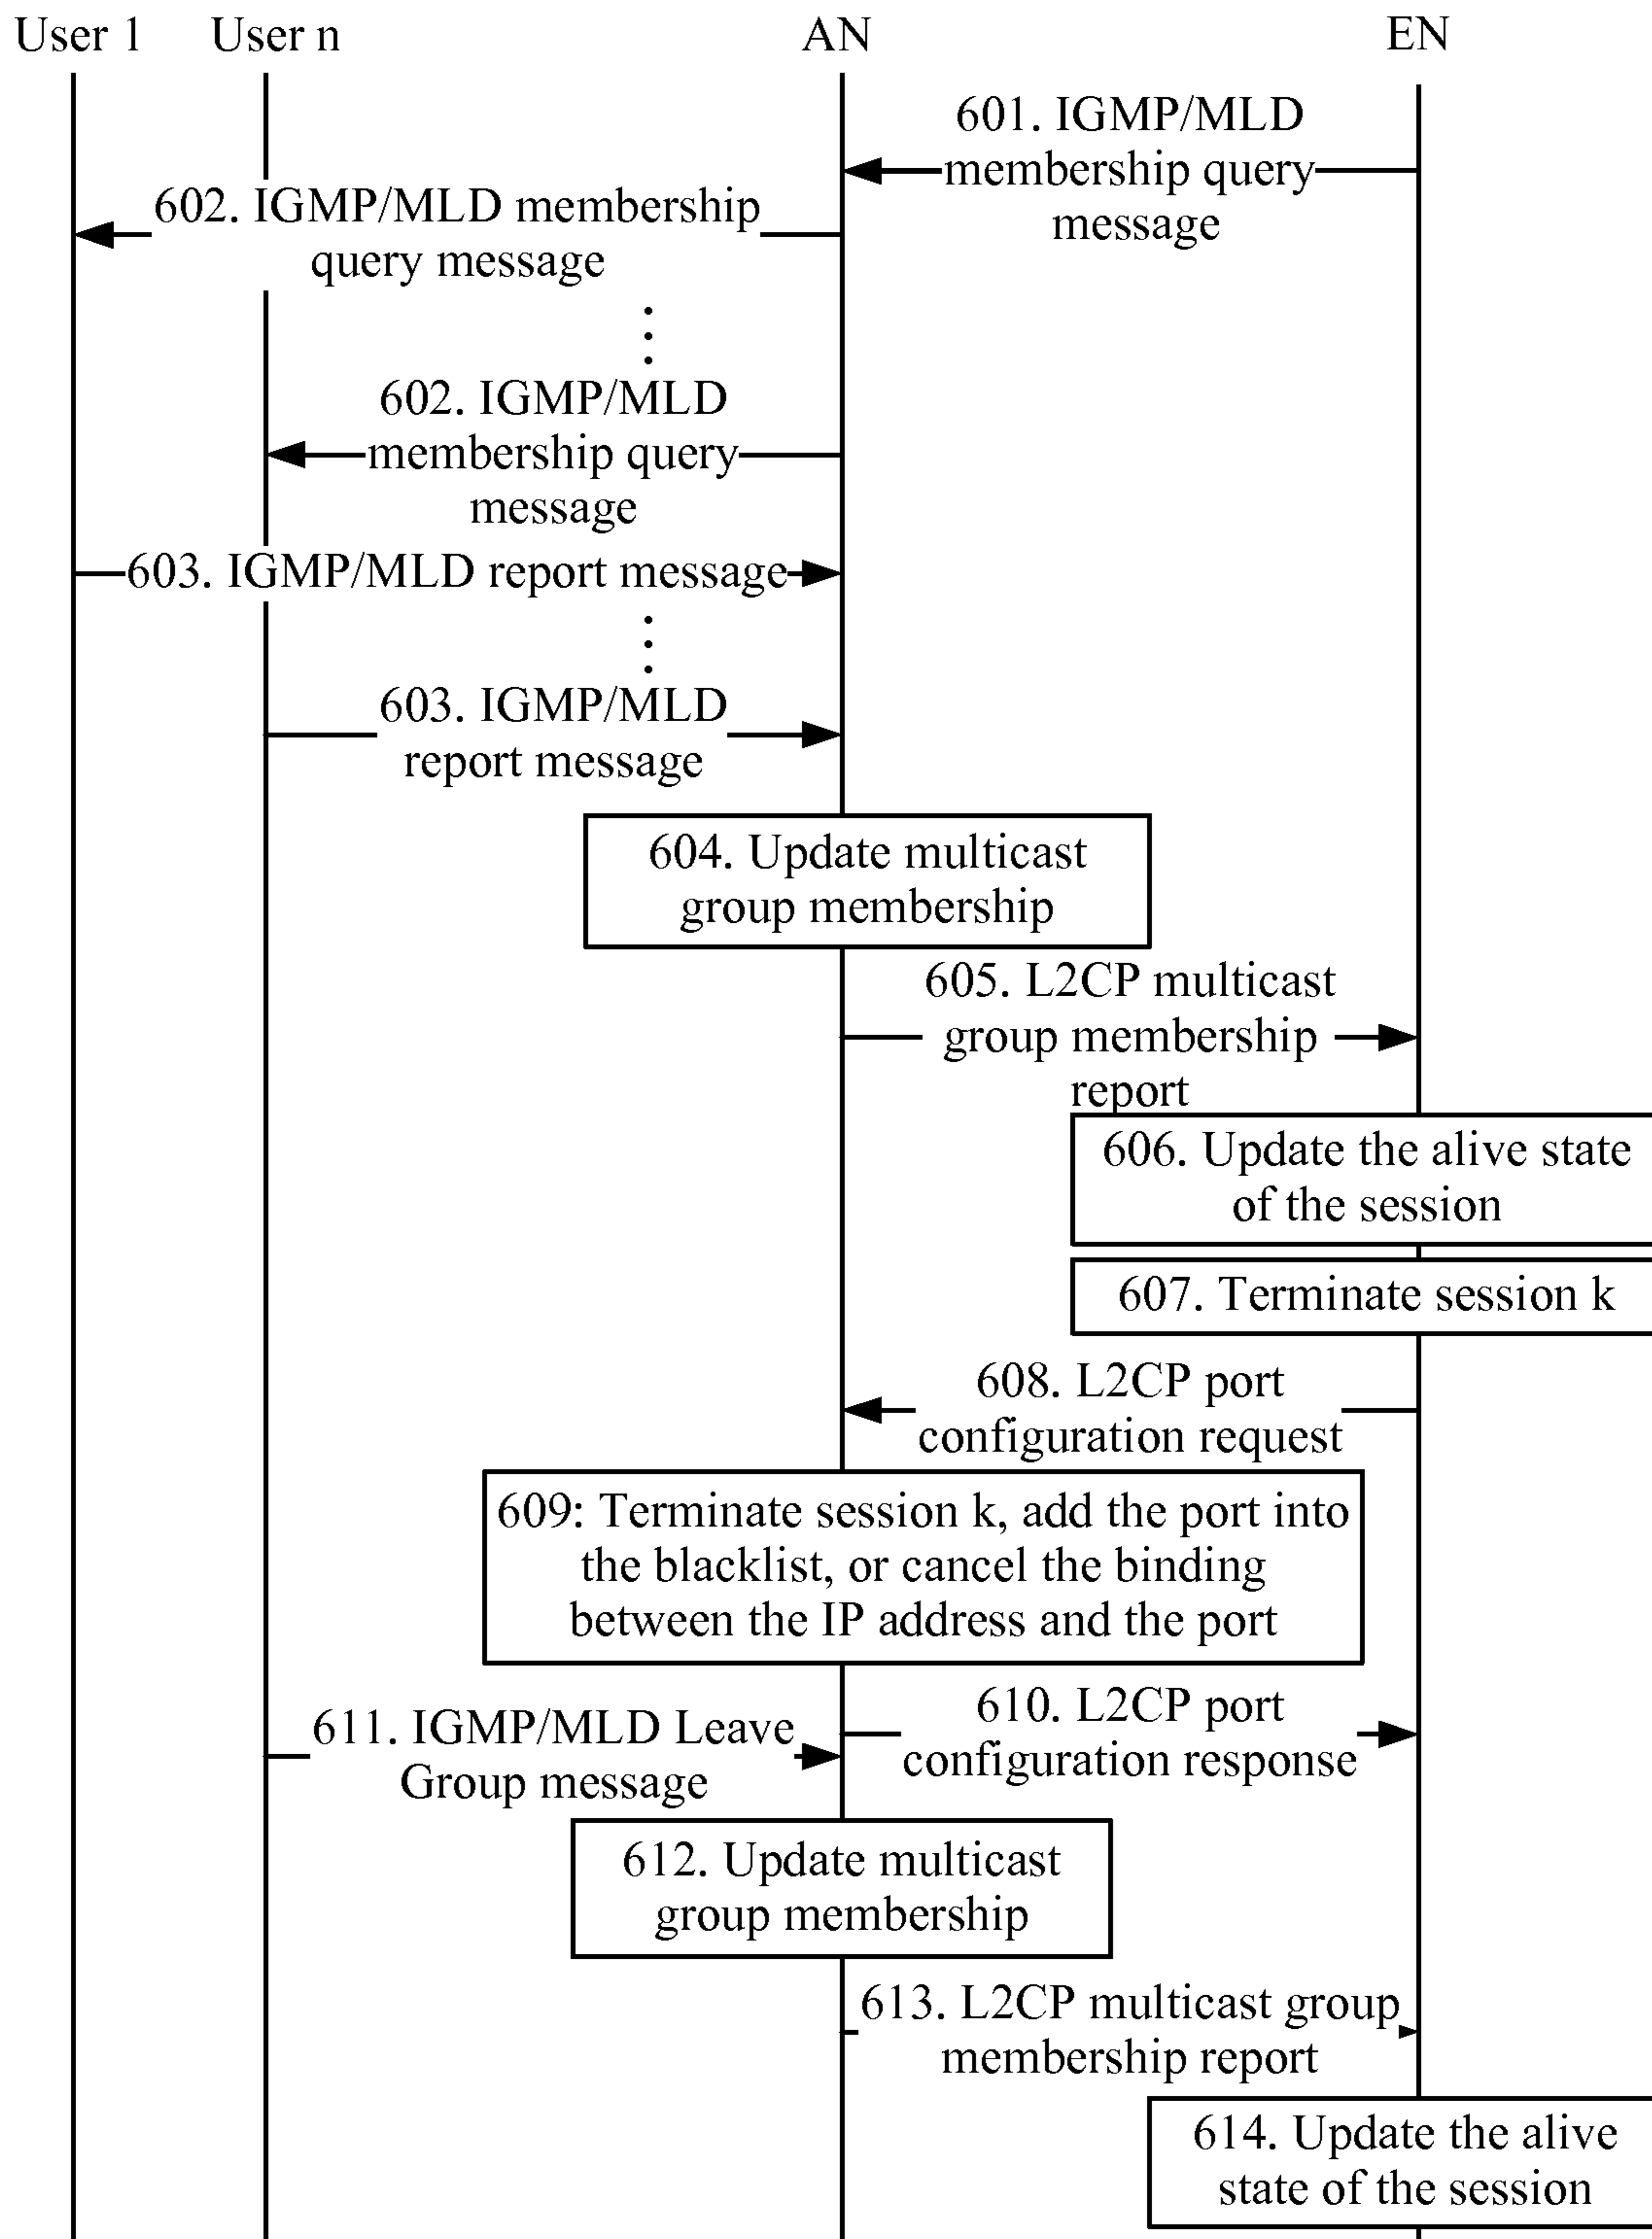 User 1
User n
AN
EN
601. IGMP/MLD
membership query
message
602. IGMP/MLD membership
query message
602. IGMP/MLD
membership query
message
603. IGMP/MLD report message
603. IGMP/MLD
report message
604. Update multicast
group membership
605. L2CP multicast
group membership
report
606. Update the alive state
of the session
607. Terminate session k
608. L2CP port
configuration request
609: Terminate session k, add the port into
the blacklist, or cancel the binding
between the IP address and the port
610. L2CP port
configuration response
611. IGMP/MLD Leave
Group message
612. Update multicast
group membership
613. L2CP multicast group
membership report
614. Update the alive
state of the session